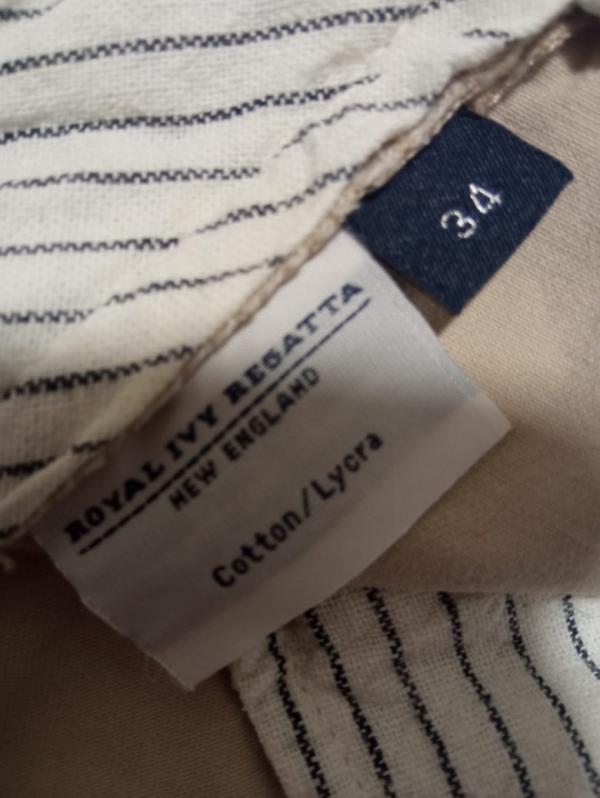 34
ROYAL IVY REGATTA
NEW ENGLAND
Cotton/Lycra